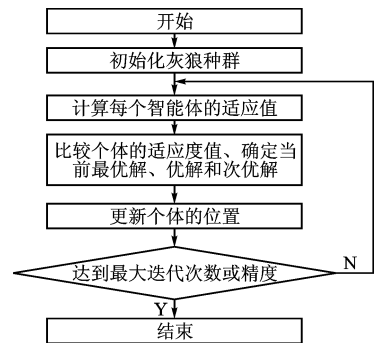 开始
初始化灰狼种群
计算每个智能体的适应值
比较个体的适应度值、确定当
前最优解、优解和次优解
更新个体的位置
达到最大迭代次数或精度
N
Y
结束